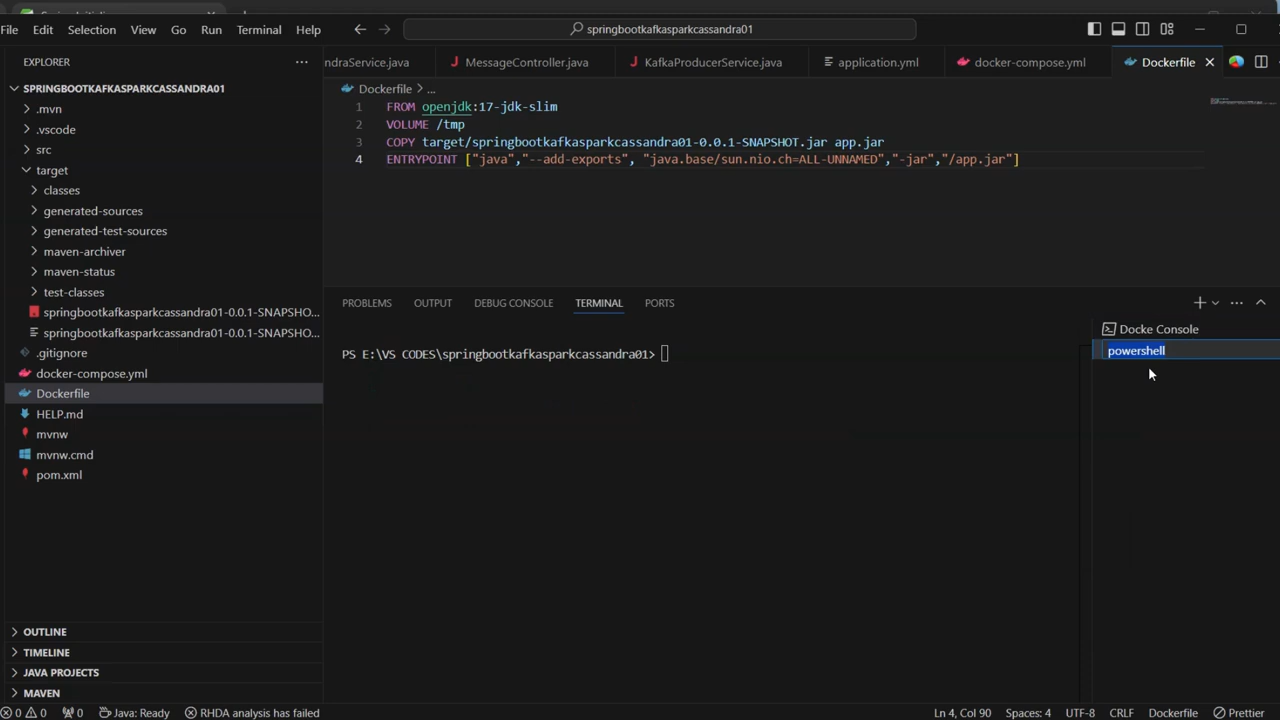 File Edit Selection View Go Run Terminal Help
springbootkafkasparkcassandra01
EXPLORER
ndraService.java
MessageController.java
KafkaProducerService.java
application.yml
docker-compose.yml
Dockerfile
SPRINGBOOTKAFKASPARKCASSANDRA01
.mvn
.vscode
src
target
classes
generated-sources
generated-test-sources
maven-archiver
maven-status
test-classes
springbootkafkasparkcassandra01-0.0.1-SNAPSHO...
springbootkafkasparkcassandra01-0.0.1-SNAPSHO...
.gitignore
docker-compose.yml
Dockerfile
HELP.md
mvnw
mvnw.cmd
pom.xml
OUTLINE
TIMELINE
JAVA PROJECTS
MAVEN
Dockerfile > ...
1 FROM openjdk:17-jdk-slim
2 VOLUME /tmp
3 COPY target/springbootkafkasparkcassandra01-0.0.1-SNAPSHOT.jar app.jar
4 ENTRYPOINT ["java","--add-exports", "java.base/sun.nio.ch=ALL-UNNAMED","-jar","/app.jar"]
PROBLEMS OUTPUT DEBUG CONSOLE TERMINAL PORTS
PS E:\VS CODES\springbootkafkasparkcassandra01>
Docke Console
powershell
0 0 0 Java: Ready RHDA analysis has failed
Ln 4, Col 90 Spaces: 4 UTF-8 CRLF Dockerfile Prettier